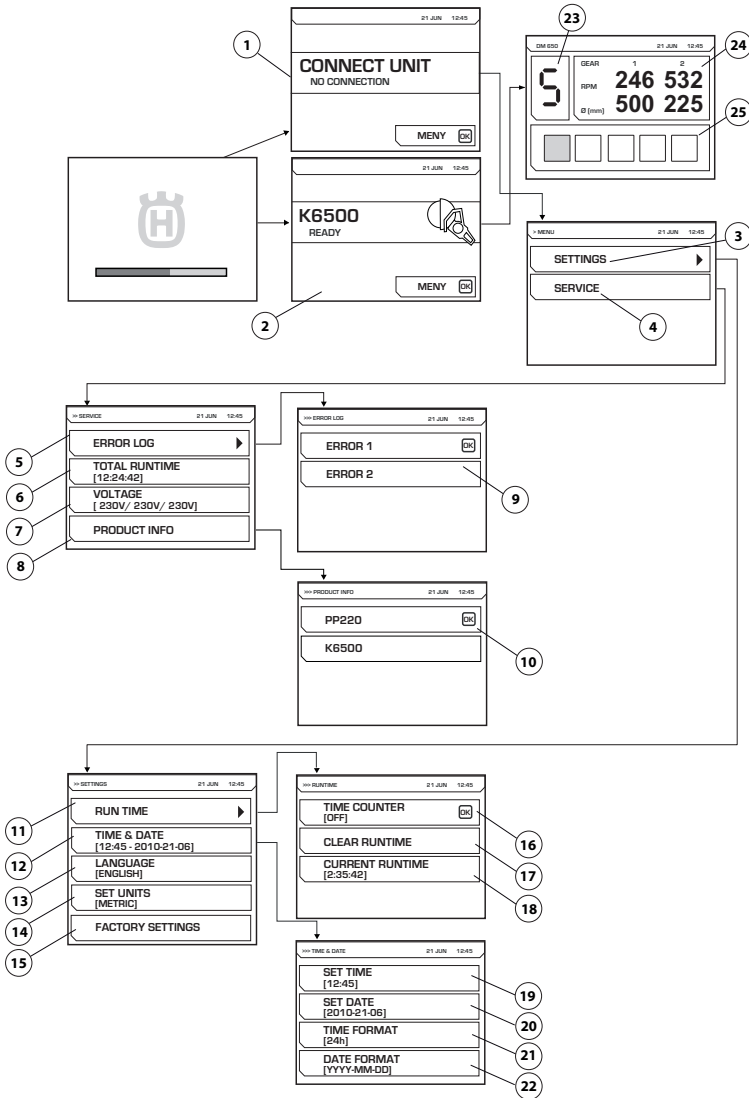 21 JUN 12:45
1
CONNECT UNIT
NO CONNECTION
MENY OK
H
21 JUN 12:45
K6500
READY
MENY OK
2
23
DM 650 21 JUN 12:45
24
5
GEAR 1 2
RPM 246 532
Ø (mm) 500 225
25
> MENU 21 JUN 12:45
SETTINGS
3
SERVICE
4
>> SERVICE 21 JUN 12:45
ERROR LOG
5
TOTAL RUNTIME
[12:24:42]
6
VOLTAGE
[ 230V/ 230V/ 230V]
7
PRODUCT INFO
8
>>> ERROR LOG 21 JUN 12:45
ERROR 1 OK
ERROR 2
9
>>> PRODUCT INFO 21 JUN 12:45
PP220 OK
K6500
10
>> SETTINGS 21 JUN 12:45
RUN TIME
11
TIME & DATE
[12:45 - 2010-21-06]
12
LANGUAGE
[ENGLISH]
13
SET UNITS
[METRIC]
14
FACTORY SETTINGS
15
>>> RUNTIME 21 JUN 12:45
TIME COUNTER OK
[OFF]
16
CLEAR RUNTIME
17
CURRENT RUNTIME
[2:35:42]
18
>>> TIME & DATE 21 JUN 12:45
SET TIME
[12:45]
19
SET DATE
[2010-21-06]
20
TIME FORMAT
[24h]
21
DATE FORMAT
[YYYY-MM-DD]
22